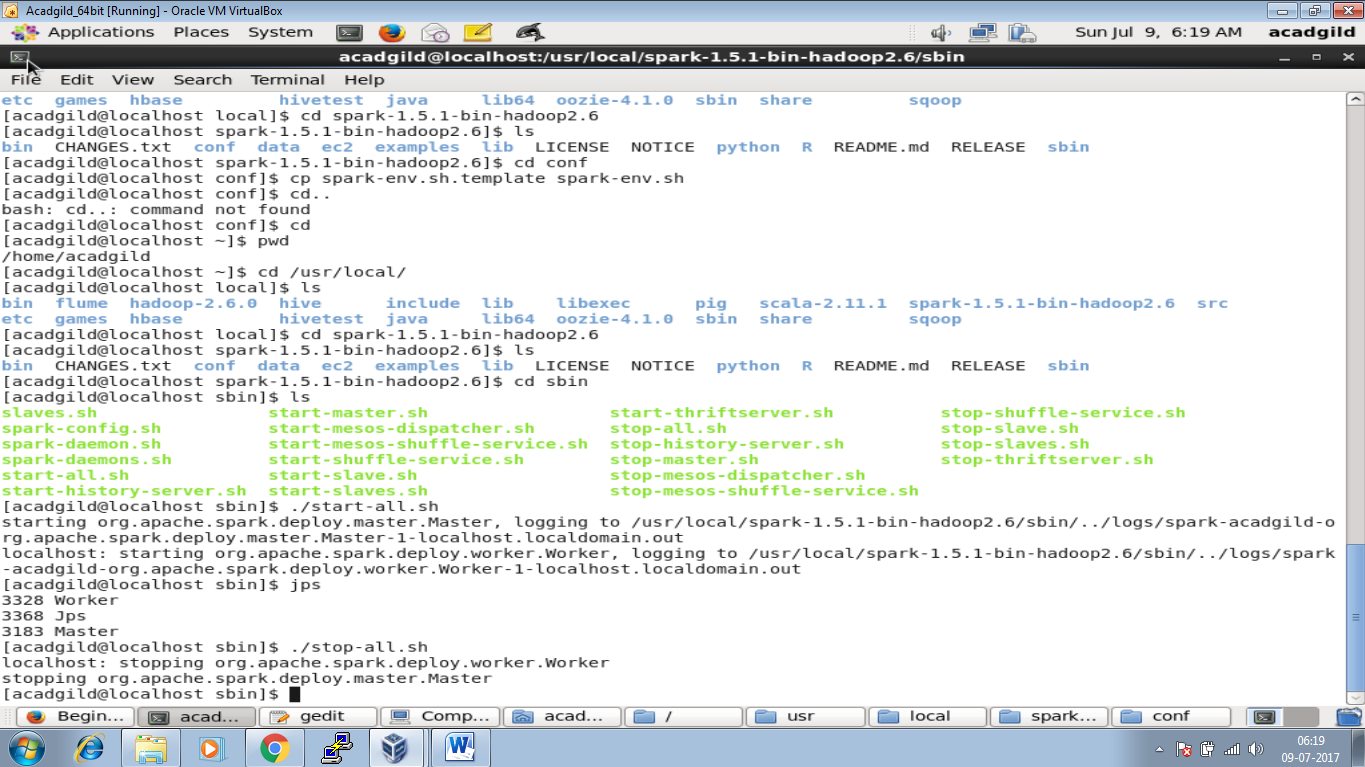 Acadgild_64bit [Running] - Oracle VM VirtualBox
Applications Places System Sun Jul 9, 6:19 AM acadgild
acadgild@localhost:/usr/local/spark-1.5.1-bin-hadoop2.6/sbin
File Edit View Search Terminal Help
etc games hbase hivetest java lib64 oozie-4.1.0 sbin share sqoop
[acadgild@localhost local]$ cd spark-1.5.1-bin-hadoop2.6
[acadgild@localhost spark-1.5.1-bin-hadoop2.6]$ ls
bin CHANGES.txt conf data ec2 examples lib LICENSE NOTICE python R README.md RELEASE sbin
[acadgild@localhost spark-1.5.1-bin-hadoop2.6]$ cd conf
[acadgild@localhost conf]$ cp spark-env.sh.template spark-env.sh
[acadgild@localhost conf]$ cd..
bash: cd..: command not found
[acadgild@localhost conf]$ cd
[acadgild@localhost ~]$ pwd
/home/acadgild
[acadgild@localhost ~]$ cd /usr/local/
[acadgild@localhost local]$ ls
bin flume hadoop-2.6.0 hive include lib libexec pig scala-2.11.1 spark-1.5.1-bin-hadoop2.6 src
etc games hbase hivetest java lib64 oozie-4.1.0 sbin share sqoop
[acadgild@localhost local]$ cd spark-1.5.1-bin-hadoop2.6
[acadgild@localhost spark-1.5.1-bin-hadoop2.6]$ ls
bin CHANGES.txt conf data ec2 examples lib LICENSE NOTICE python R README.md RELEASE sbin
[acadgild@localhost spark-1.5.1-bin-hadoop2.6]$ cd sbin
[acadgild@localhost sbin]$ ls
slaves.sh start-master.sh start-thriftserver.sh stop-shuffle-service.sh
spark-config.sh start-mesos-dispatcher.sh stop-all.sh stop-slave.sh
spark-daemon.sh start-mesos-shuffle-service.sh stop-history-server.sh stop-slaves.sh
spark-daemons.sh start-shuffle-service.sh stop-master.sh stop-thriftserver.sh
start-all.sh start-slave.sh stop-mesos-dispatcher.sh
start-history-server.sh start-slaves.sh stop-mesos-shuffle-service.sh
[acadgild@localhost sbin]$ ./start-all.sh
starting org.apache.spark.deploy.master.Master, logging to /usr/local/spark-1.5.1-bin-hadoop2.6/sbin/../logs/spark-acadgild-o
rg.apache.spark.deploy.master.Master-1-localhost.localdomain.out
localhost: starting org.apache.spark.deploy.worker.Worker, logging to /usr/local/spark-1.5.1-bin-hadoop2.6/sbin/../logs/spark
-acadgild-org.apache.spark.deploy.worker.Worker-1-localhost.localdomain.out
[acadgild@localhost sbin]$ jps
3328 Worker
3368 Jps
3183 Master
[acadgild@localhost sbin]$ ./stop-all.sh
localhost: stopping org.apache.spark.deploy.worker.Worker
stopping org.apache.spark.deploy.master.Master
[acadgild@localhost sbin]$
Begin... acad... gedit Comp... acad... / usr local spark... conf
06:19
09-07-2017